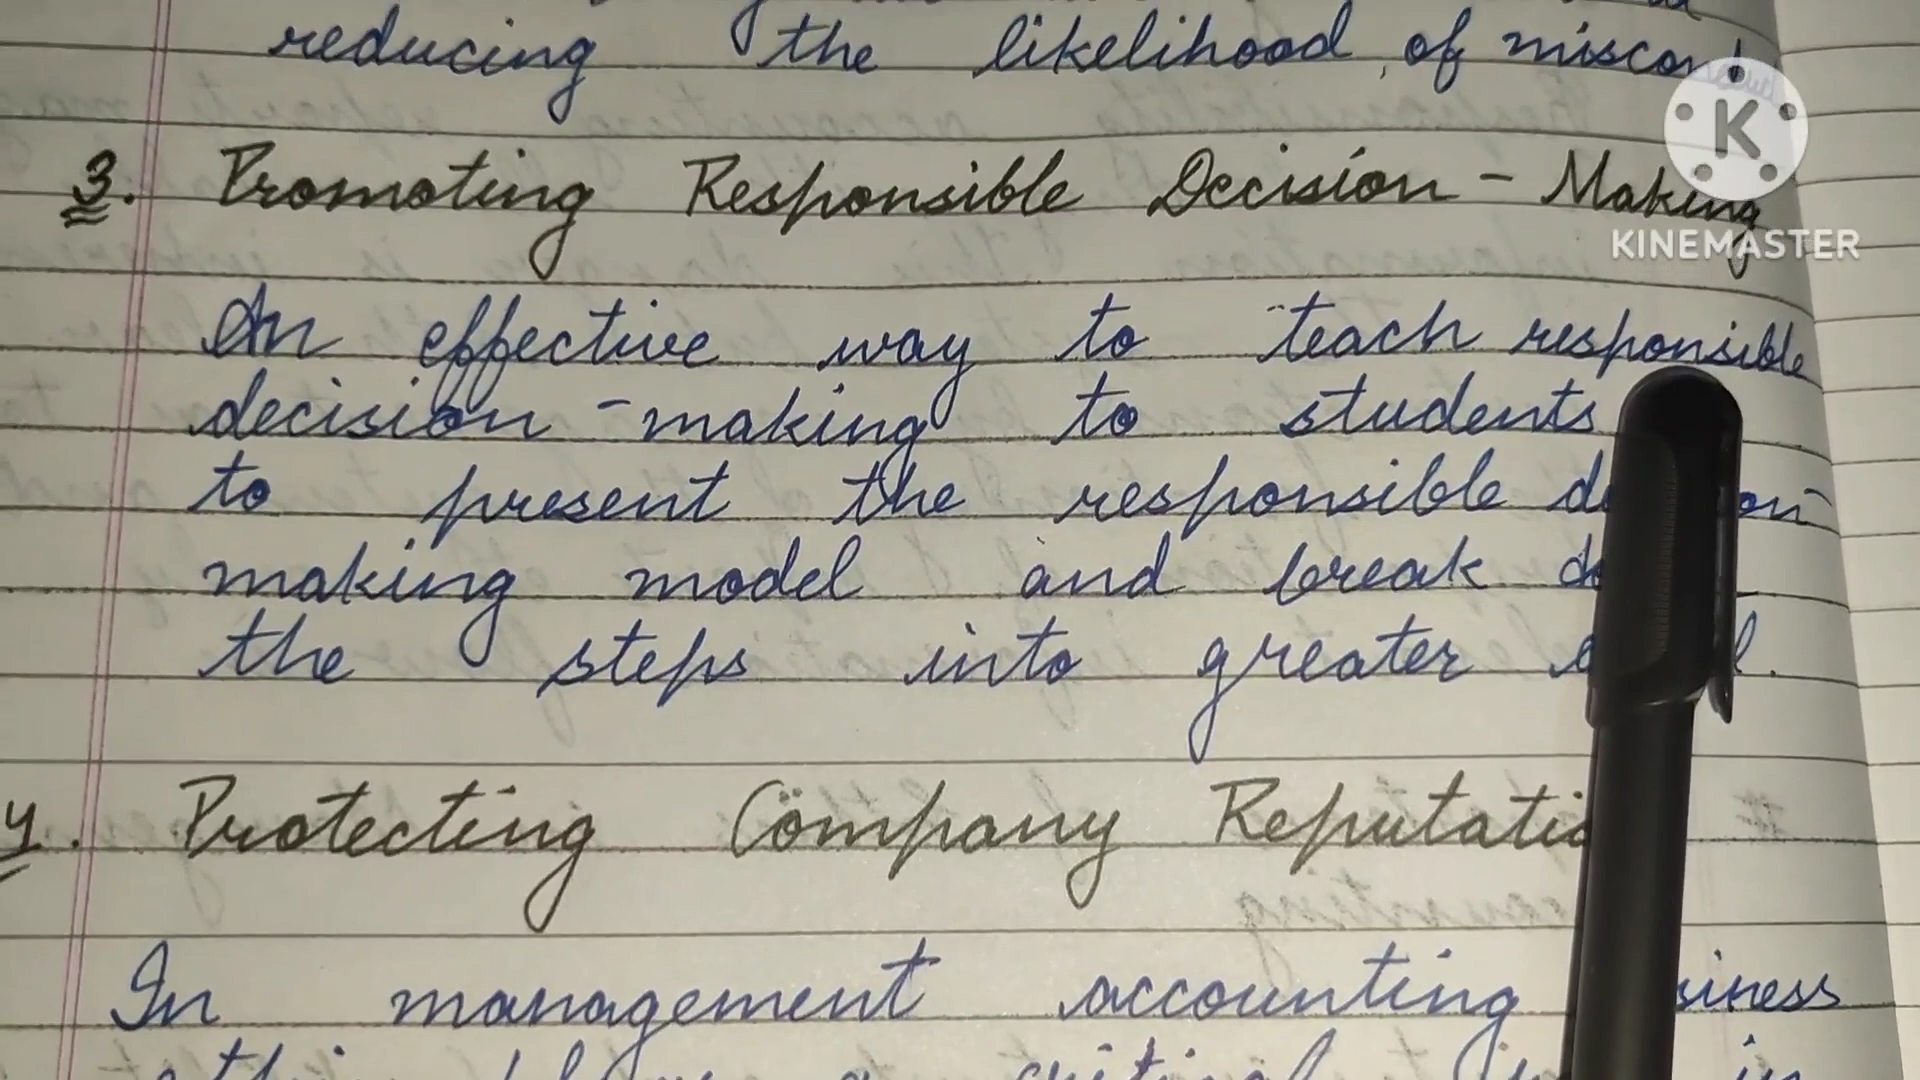 reducing the likelihood of
3. Promoting Responsible Decision - Making
KINEMASTER
An effective way to teach responsible
decision - making to students
to present the responsible
making model and break
the steps into greater
4. Protecting Company
In management accounting
a critical in